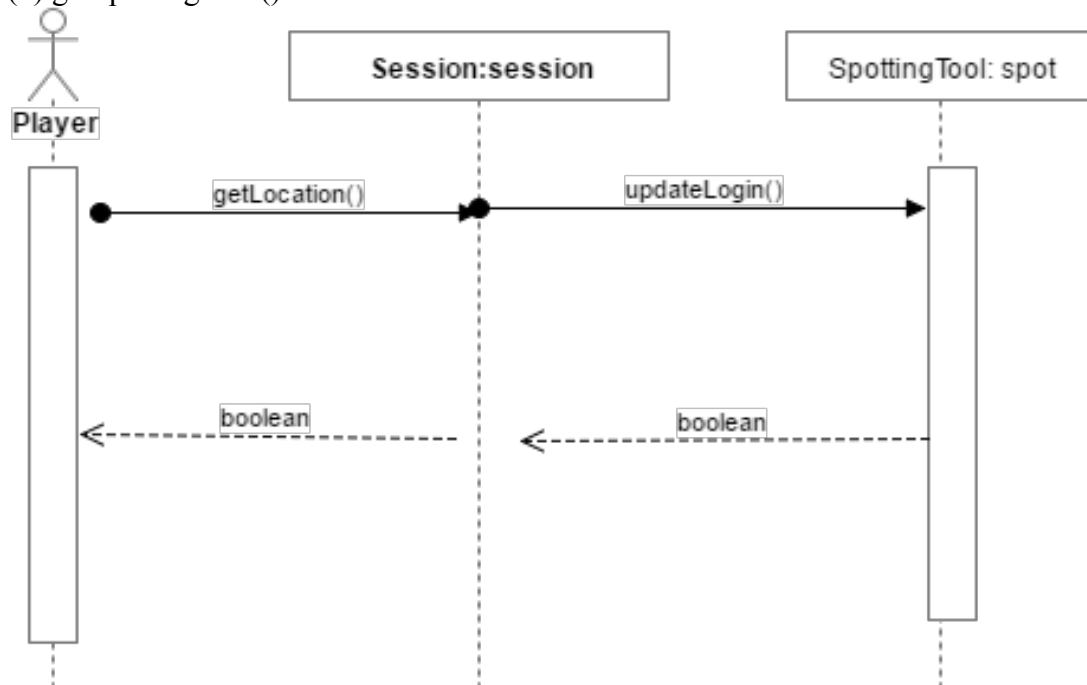 Session:session
SpottingTool: spot
Player
getLocation()
updateLogin()
boolean
boolean